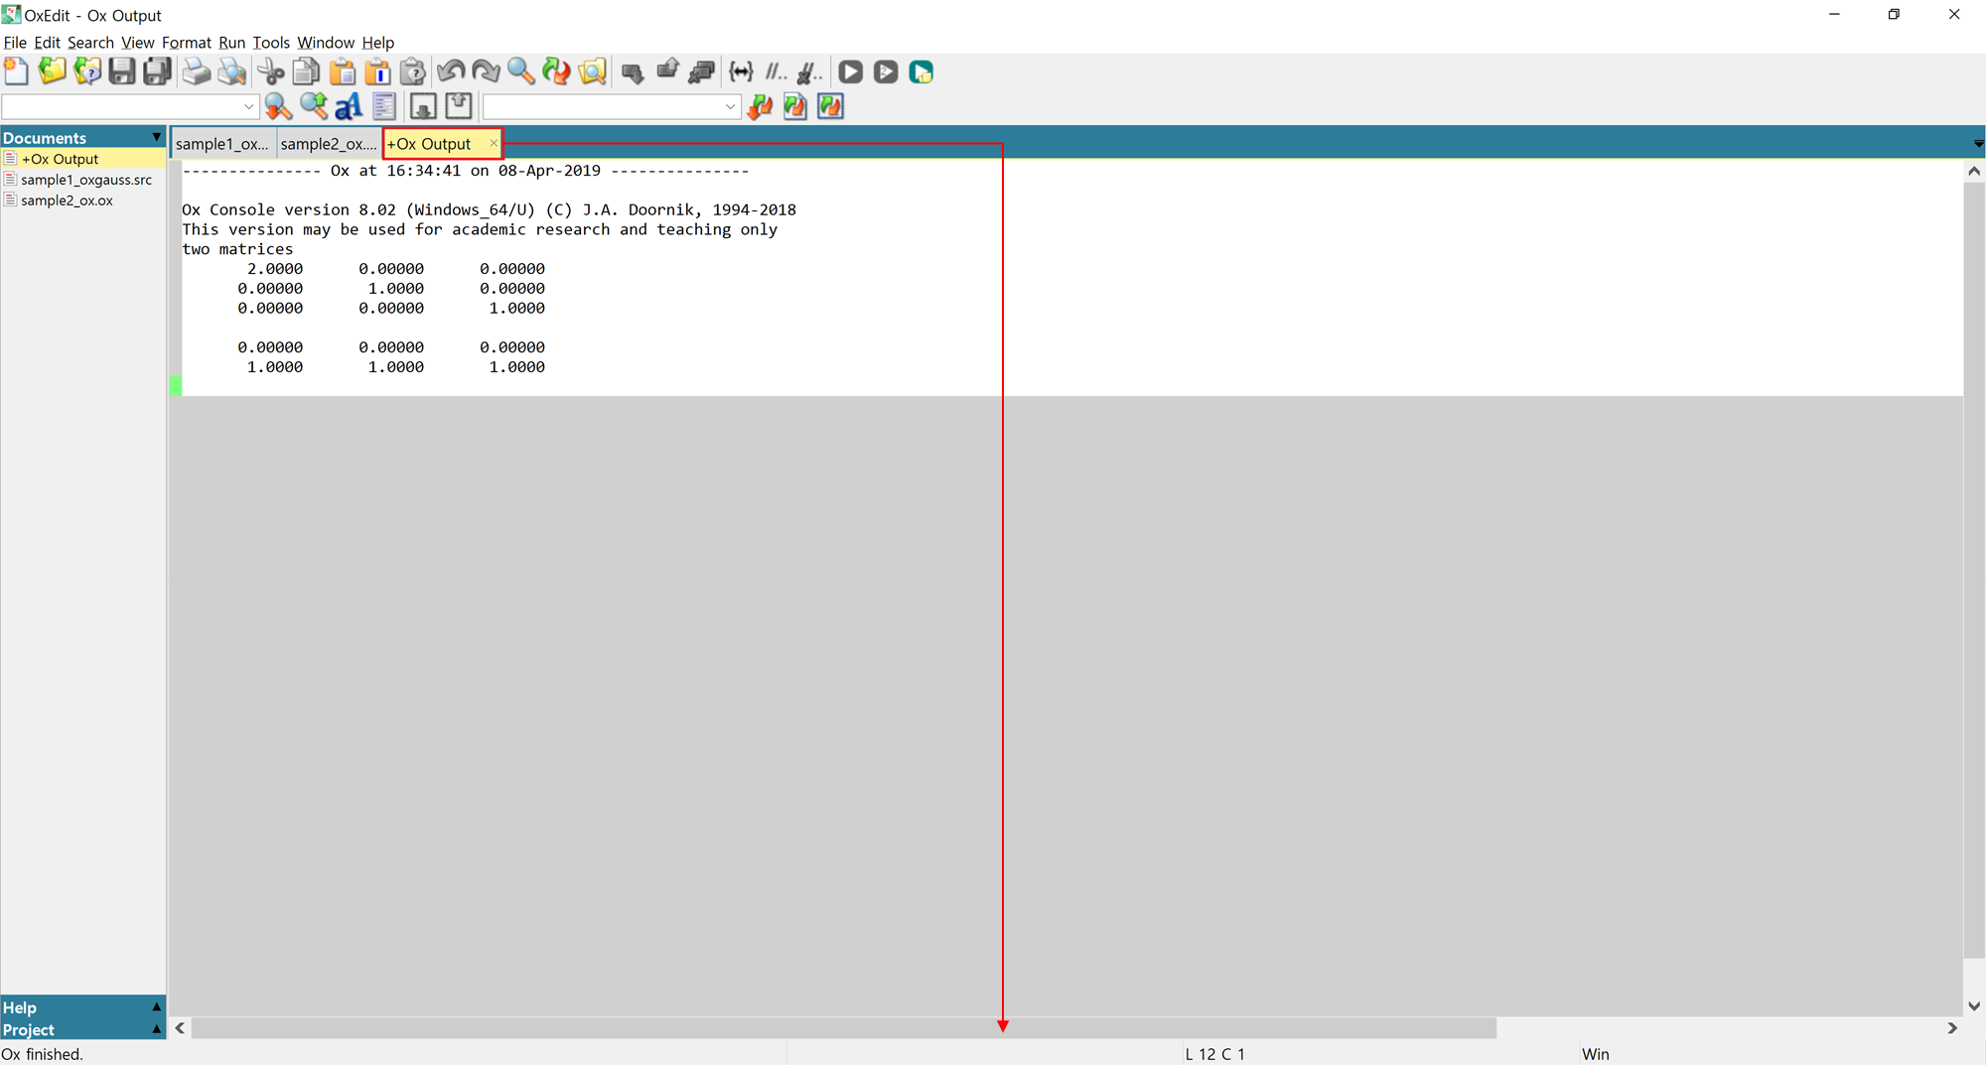 OxEdit - Ox Output
File Edit Search View Format Run Tools Window Help
Documents
+Ox Output
sample1_oxgauss.src
sample2_ox.ox
sample1_ox... sample2_ox.... +Ox Output
--------------- Ox at 16:34:41 on 08-Apr-2019 ---------------
Ox Console version 8.02 (Windows_64/U) (C) J.A. Doornik, 1994-2018
This version may be used for academic research and teaching only
two matrices
2.0000 0.00000 0.00000
0.00000 1.0000 0.00000
0.00000 0.00000 1.0000
0.00000 0.00000 0.00000
1.0000 1.0000 1.0000
Help
Project
Ox finished. L 12 C 1 Win